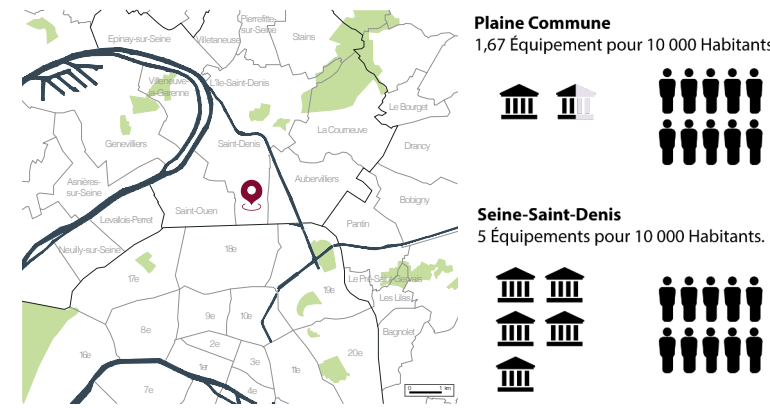 Pierrefitte-
sur-Seine
Epinay-sur-Seine
Villetaneuse
Stains
Villeneuve-
la-Garenne
L'Ile-Saint-Denis
Le Bourget
La Courneuve
Genevilliers
Saint-Denis
Drancy
Asnières-
sur-Seine
Aubervilliers
Bobigny
Levallois-Perret
Saint-Ouen
Pantin
Neuilly-sur-Seine
18e
17e
Le Pré-Saint-Gervais
19e
Les Lilas
9e
10e
8e
Bagnolet
2e
16e
1er
3e
11e
20e
7e
4e
0 1 km
Plaine Commune
1,67 Équipement pour 10 000 Habitants
Seine-Saint-Denis
5 Équipements pour 10 000 Habitants.